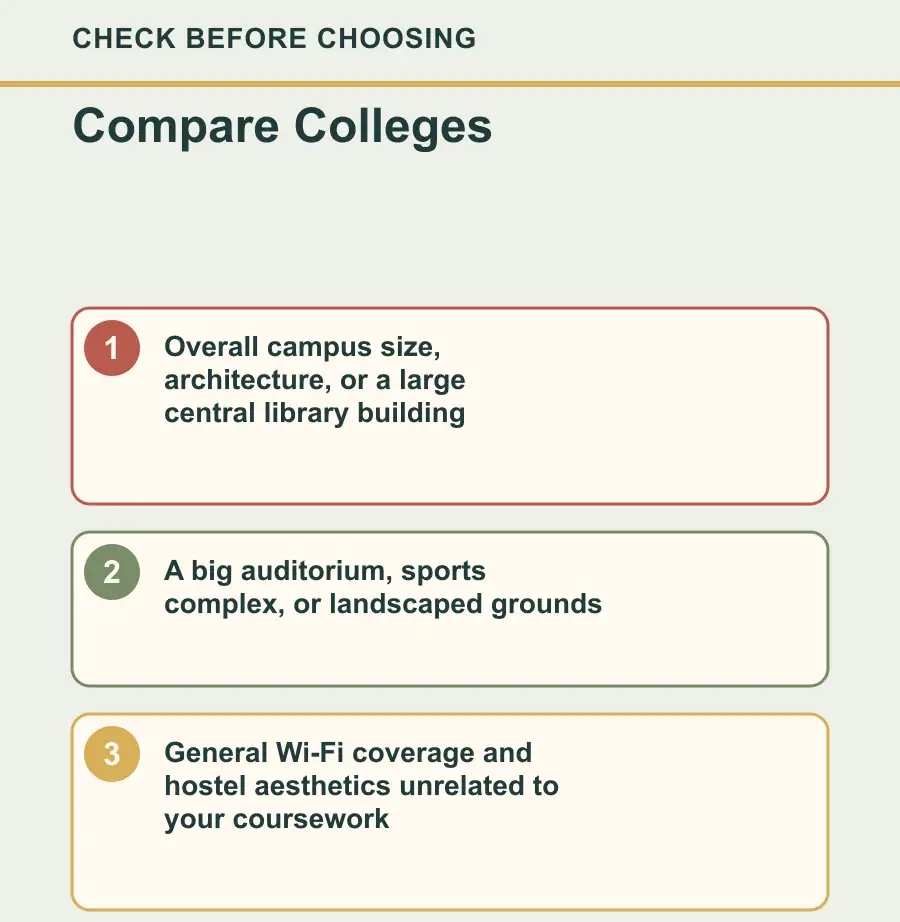 CHECK BEFORE CHOOSING
Compare Colleges
1
Overall campus size,
architecture, or a large
central library building
2
A big auditorium, sports
complex, or landscaped grounds
3
General Wi-Fi coverage and
hostel aesthetics unrelated to
your coursework